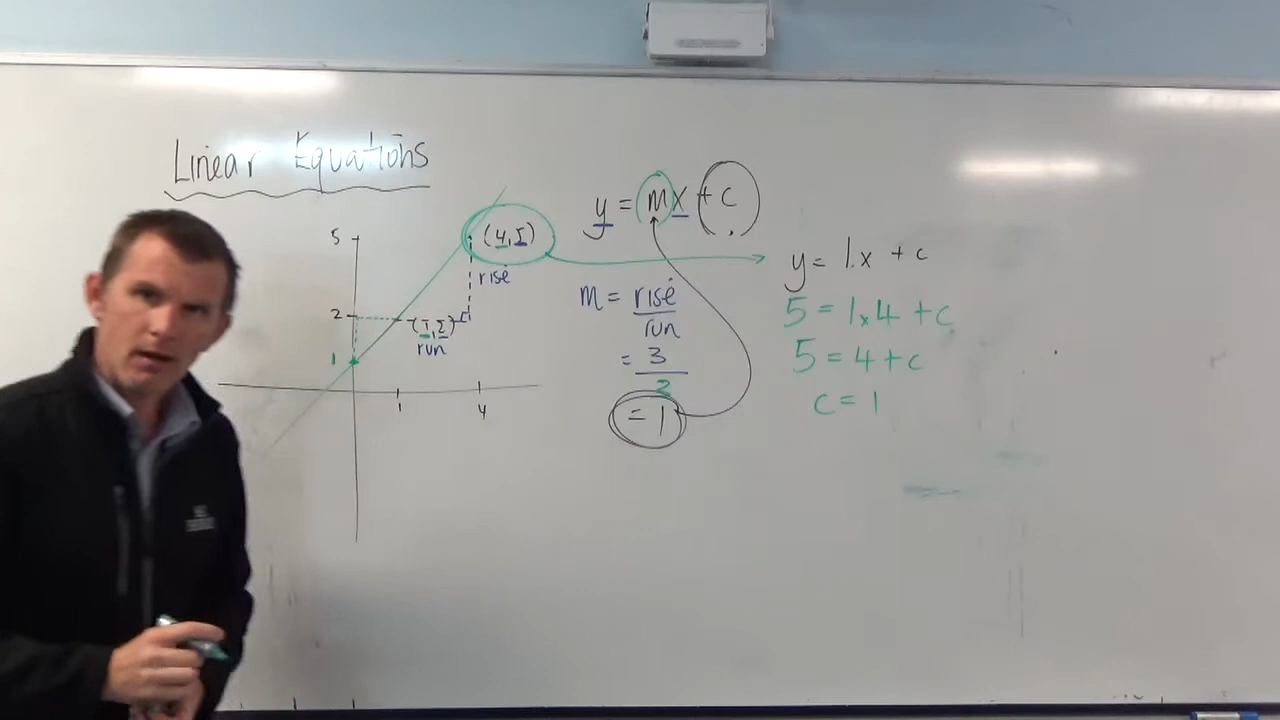 Linear Equations
y = mx + c
5
(4,5)
rise
y = 1.x + c
m = rise
run
5 = 1x4 + c
2
(1,2)
run
= 3
5 = 4 + c
1
= 1
c = 1
1
4